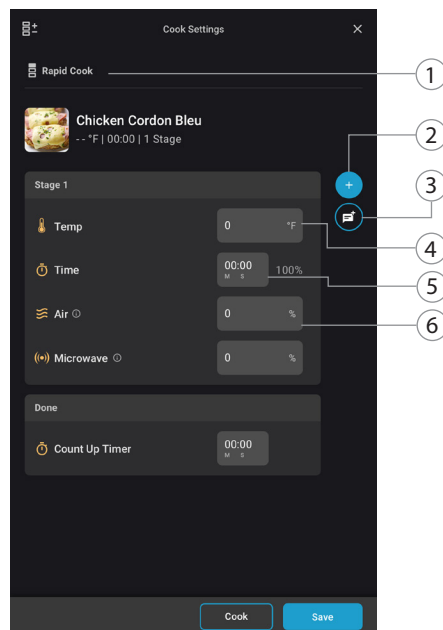 Cook Settings
Rapid Cook
1
Chicken Cordon Bleu
- - °F | 00:00 | 1 Stage
2
Stage 1
3
Temp 0 °F
4
Time 00:00 100%
M S
5
Air 0 %
6
Microwave 0 %
Done
Count Up Timer 00:00
M S
Cook Save